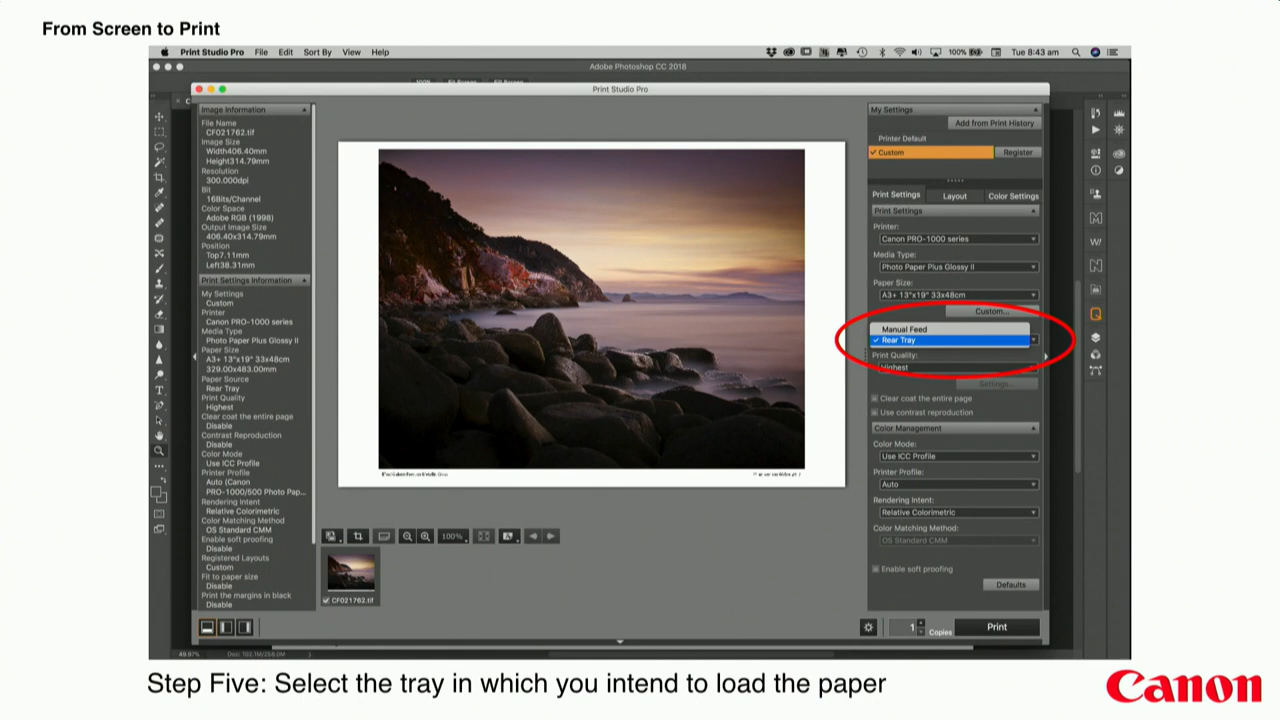 From Screen to Print
Print Studio Pro File Edit Sort By View Help
100% Tue 8:43 am
Adobe Photoshop CC 2018
Print Studio Pro
Image Information
File Name
CF021762.tif
Image Size
Width406.40mm
Height314.79mm
Resolution
300.000dpi
Bit
16Bits/Channel
Color Space
Adobe RGB (1998)
Output Image Size
406.40x314.79mm
Position
Top7.11mm
Left38.31mm
Print Settings Information
My Settings
Custom
Printer
Canon PRO-1000 series
Media Type
Photo Paper Plus Glossy II
Paper Size
A3+ 13"x19" 33x48cm
329.00x483.00mm
Paper Source
Rear Tray
Print Quality
Highest
Clear coat the entire page
Disable
Contrast Reproduction
Disable
Color Mode
Use ICC Profile
Printer Profile
Auto (Canon
PRO-1000/500 Photo Pap...
Rendering Intent
Relative Colorimetric
Color Matching Method
OS Standard CMM
Enable soft proofing
Disable
Registered Layouts
Custom
Fit to paper size
Disable
Print the margins in black
Disable
100%
CF021762.tif
My Settings
Add from Print History
Printer Default
Custom
Register
Print Settings Layout Color Settings
Print Settings
Printer:
Canon PRO-1000 series
Media Type:
Photo Paper Plus Glossy II
Paper Size:
A3+ 13"x19" 33x48cm
Custom...
Manual Feed
Rear Tray
Print Quality:
Highest
Settings...
Clear coat the entire page
Use contrast reproduction
Color Management
Color Mode:
Use ICC Profile
Printer Profile:
Auto
Rendering Intent:
Relative Colorimetric
Color Matching Method:
OS Standard CMM
Enable soft proofing
Defaults
1 Copies Print
49.97%
Step Five: Select the tray in which you intend to load the paper
Canon